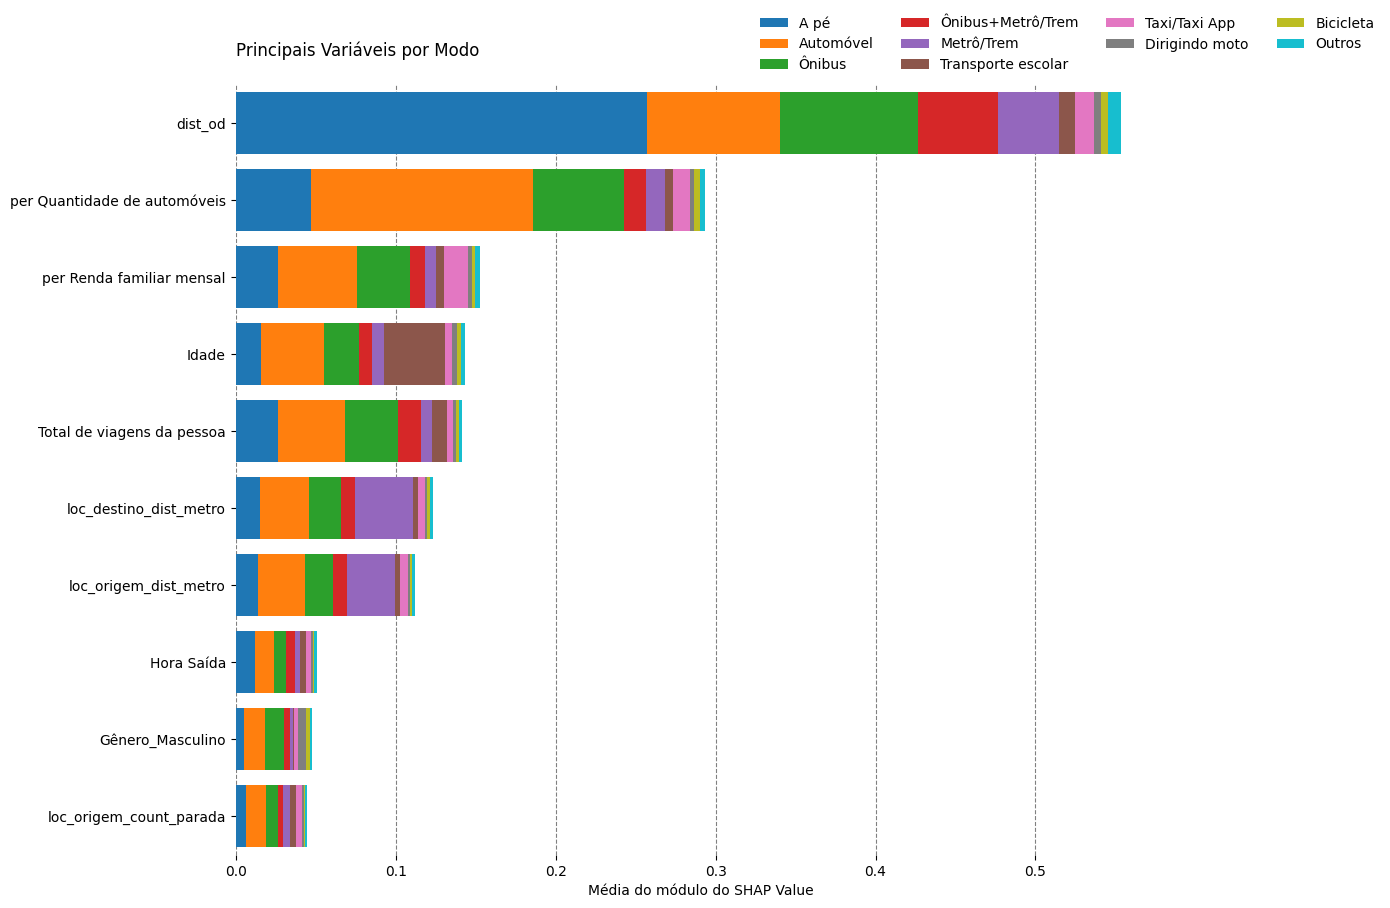 Principais Variáveis por Modo
A pé
Automóvel
Ônibus
Ônibus+Metrô/Trem
Metrô/Trem
Transporte escolar
Taxi/Taxi App
Dirigindo moto
Bicicleta
Outros
dist_od
per Quantidade de automóveis
per Renda familiar mensal
Idade
Total de viagens da pessoa
loc_destino_dist_metro
loc_origem_dist_metro
Hora Saída
Gênero_Masculino
loc_origem_count_parada
0.0 0.1 0.2 0.3 0.4 0.5
Média do módulo do SHAP Value